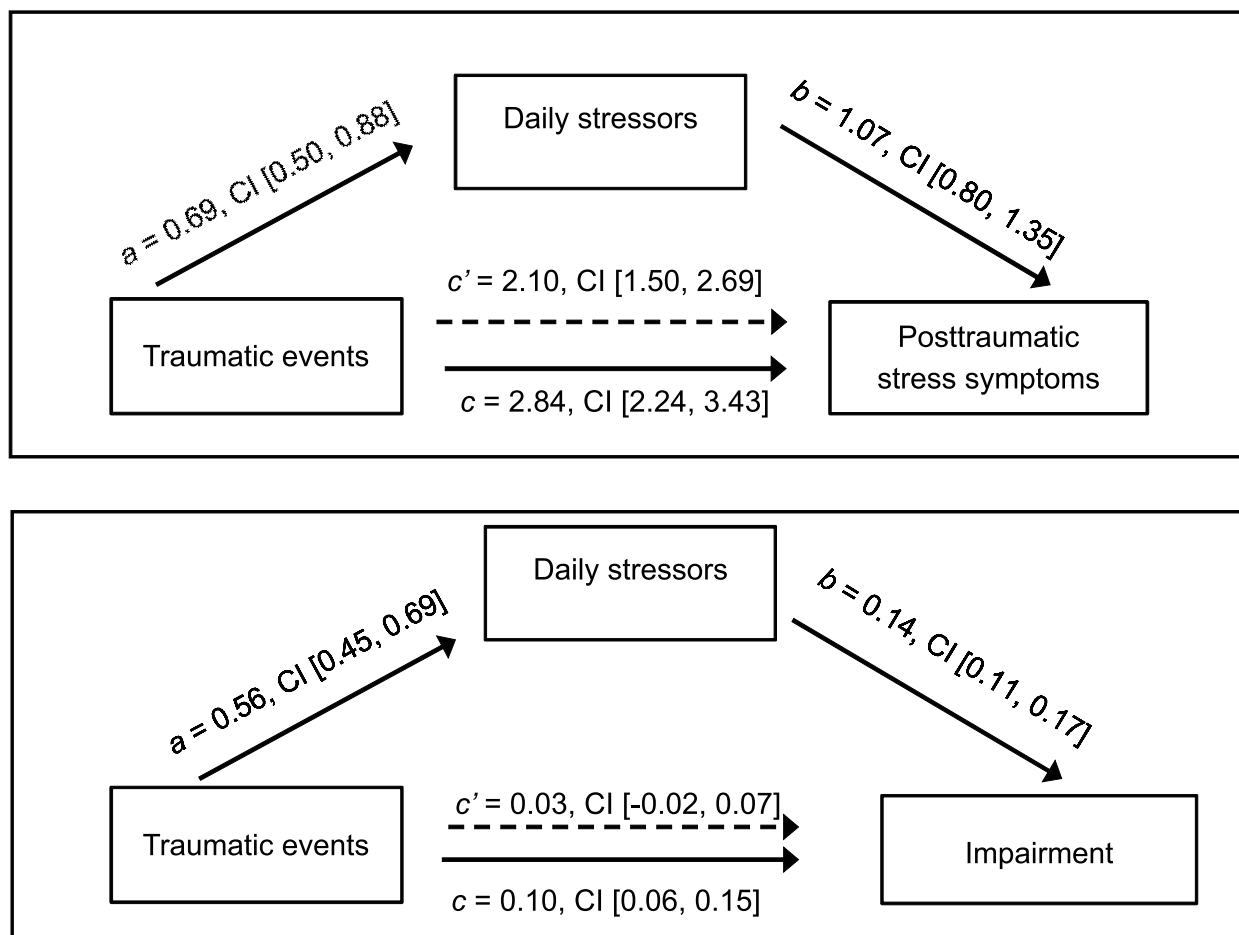 Daily stressors
a = 0.69, CI [0.50, 0.88]
b = 1.07, CI [0.80, 1.35]
c’ = 2.10, CI [1.50, 2.69]
Traumatic events
Posttraumatic
stress symptoms
c = 2.84, CI [2.24, 3.43]
Daily stressors
a = 0.56, CI [0.45, 0.69]
b = 0.14, CI [0.11, 0.17]
c’ = 0.03, CI [-0.02, 0.07]
Traumatic events
Impairment
c = 0.10, CI [0.06, 0.15]